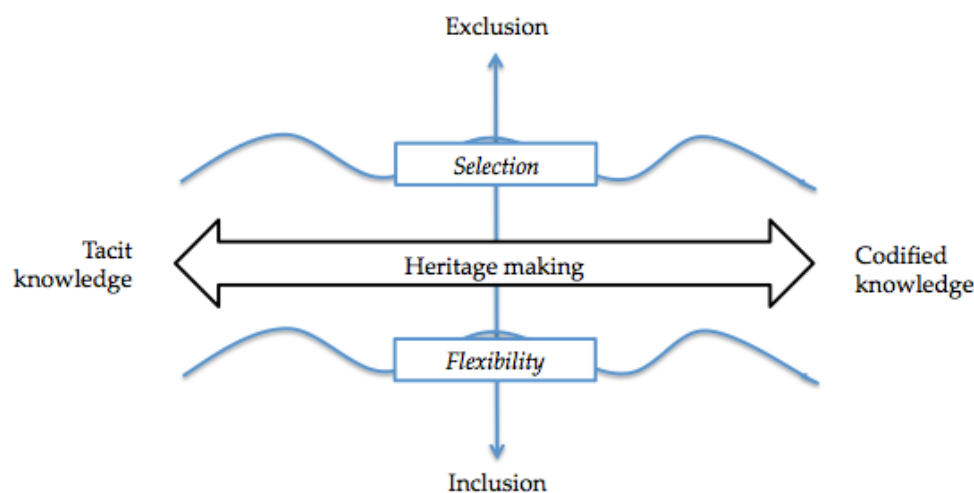 Exclusion
Selection
Tacit
knowledge
Heritage making
Codified
knowledge
Flexibility
Inclusion